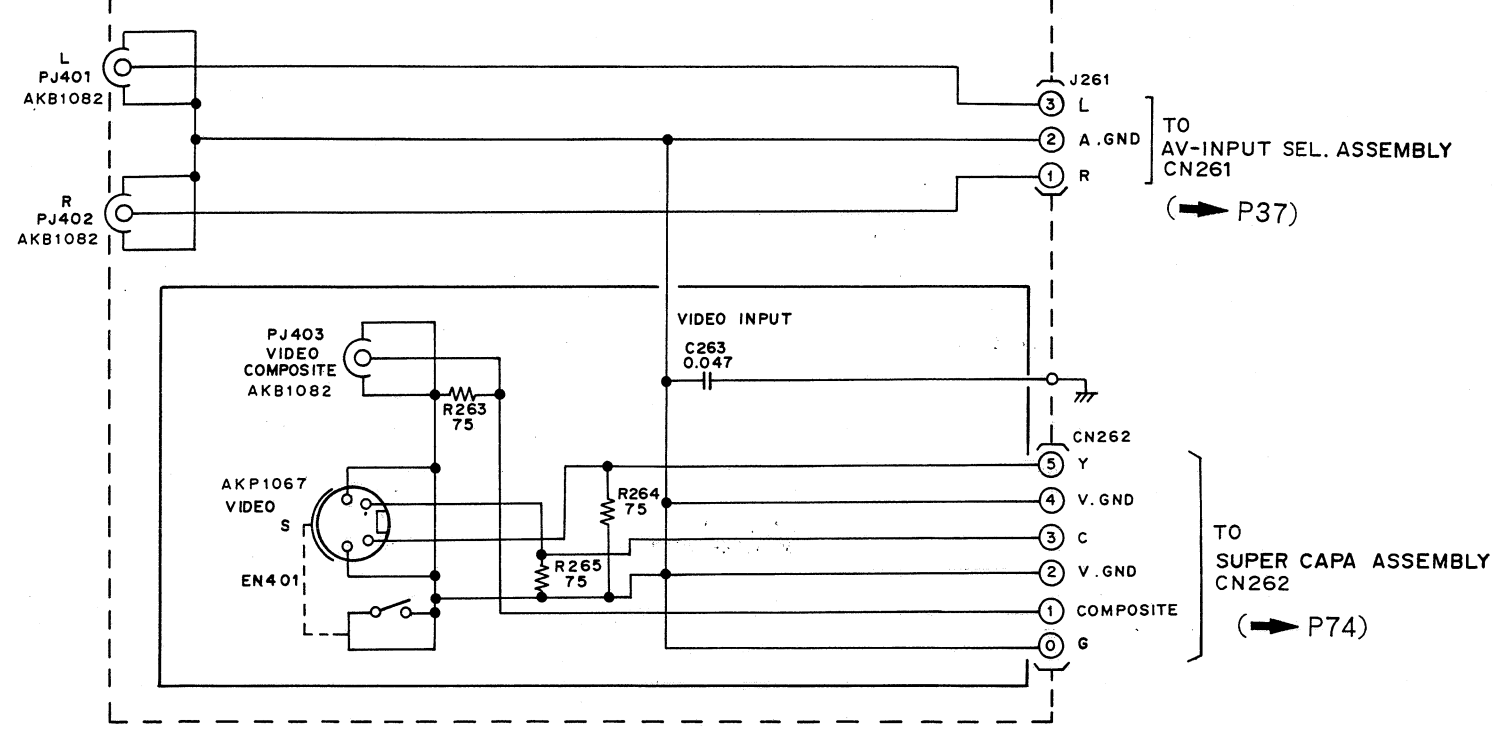 L
PJ401
AKB1082
J261
3 L
2 A.GND
1 R
TO
AV-INPUT SEL. ASSEMBLY
CN261
(➡ P37)
R
PJ402
AKB1082
VIDEO INPUT
C263
0.047
PJ403
VIDEO
COMPOSITE
AKB1082
R263
75
AKP1067
VIDEO
S
EN401
R264
75
R265
75
CN262
5 Y
4 V.GND
3 C
2 V.GND
1 COMPOSITE
0 G
TO
SUPER CAPA ASSEMBLY
CN262
(➡ P74)